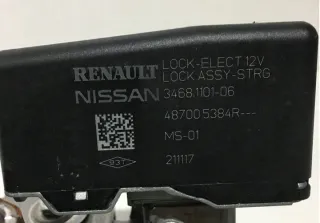 RENAULT LOCK-ELECT 12V
LOCK ASSY-STRG
NISSAN 3468.1101-06
48700 5384R---
MS-01
211117